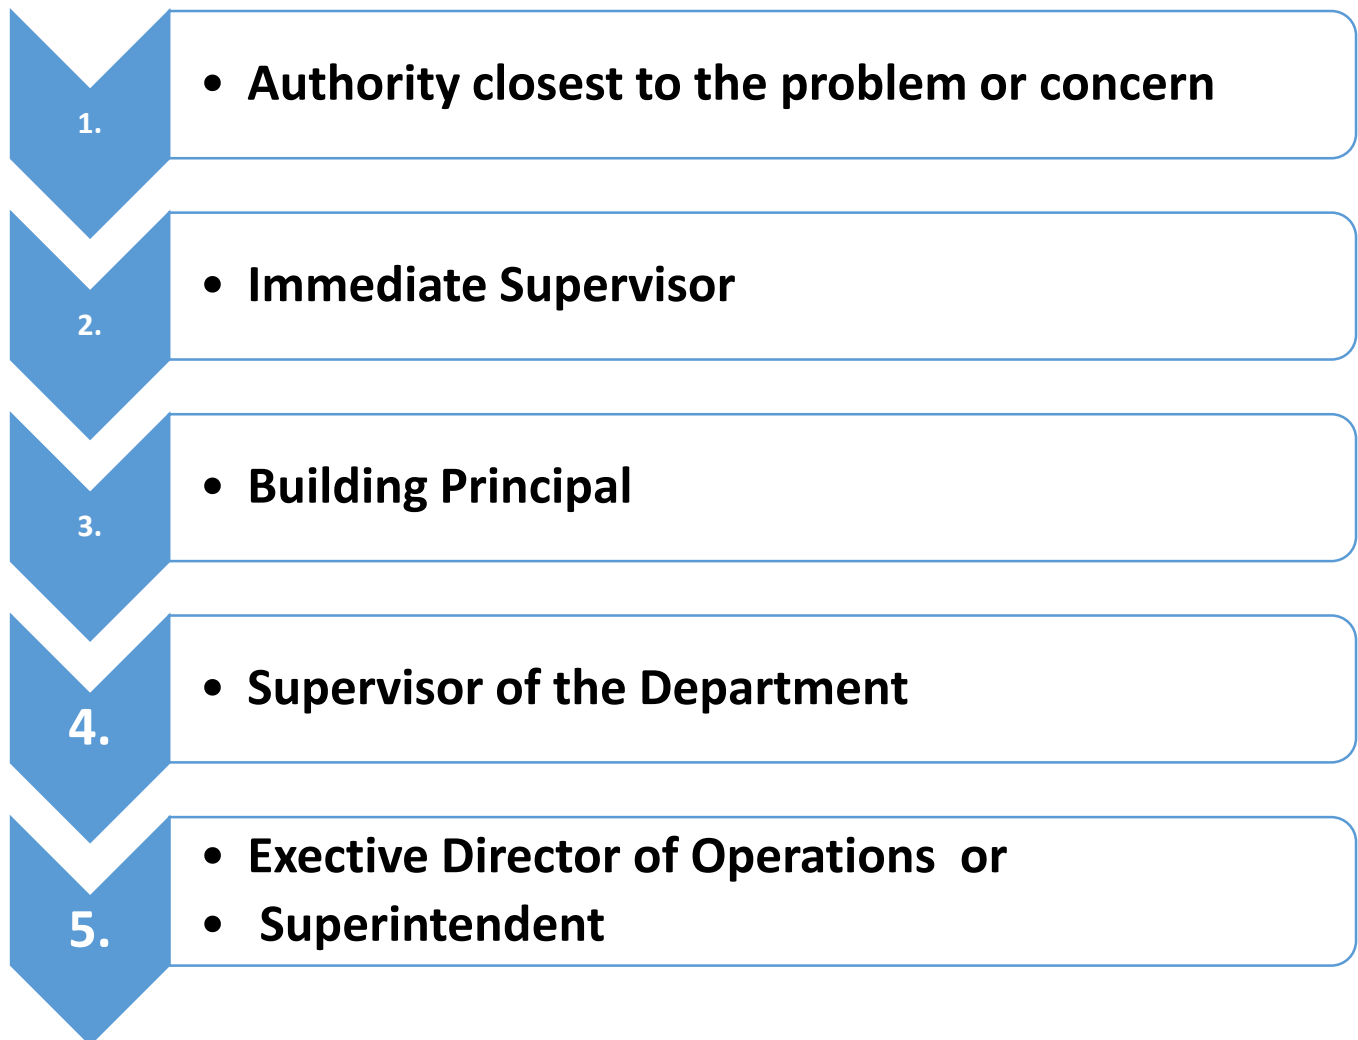 1.
• Authority closest to the problem or concern
2.
• Immediate Supervisor
3.
• Building Principal
4.
• Supervisor of the Department
5.
• Exective Director of Operations  or
•  Superintendent